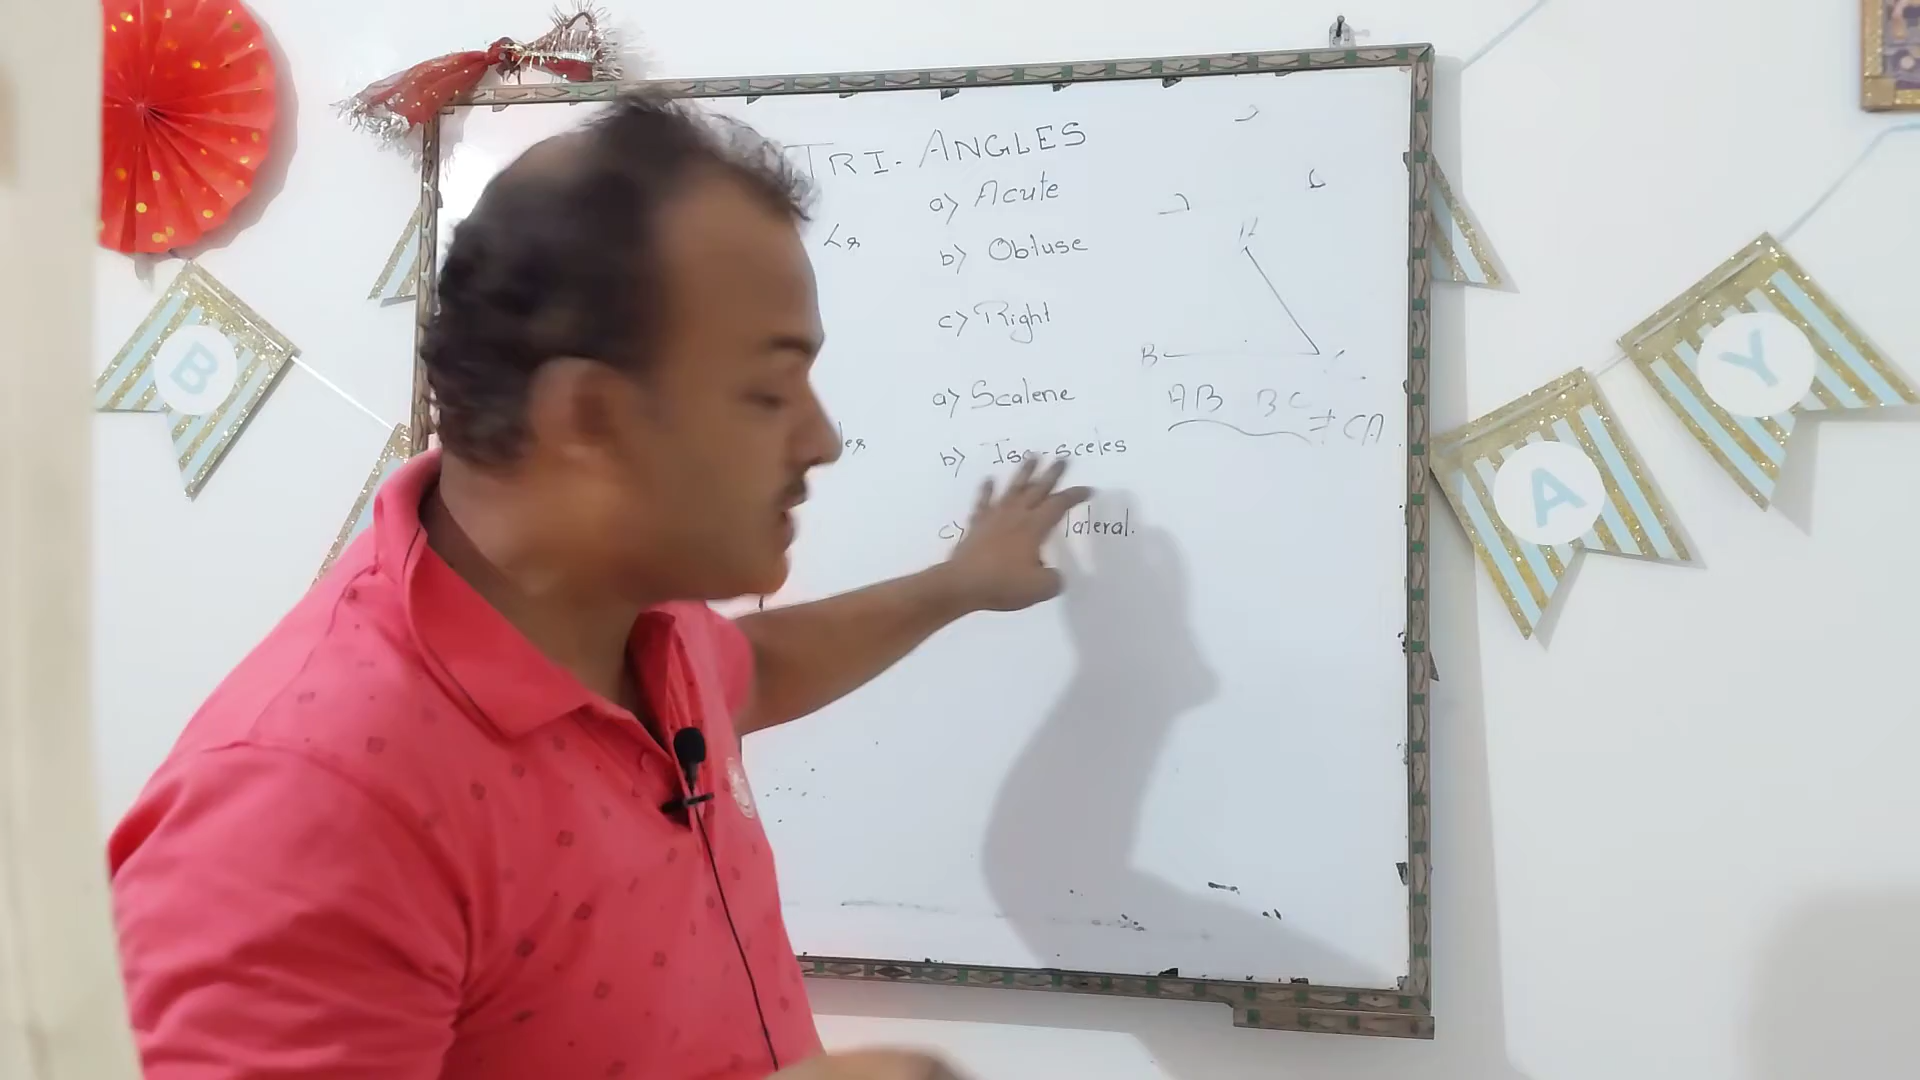 TRI-ANGLES
a) Acute
b) Obtuse
c) Right
a) Scalene
b) Iso-sceles
c) lateral.
B
AB BC ≠ CA
B
A
Y